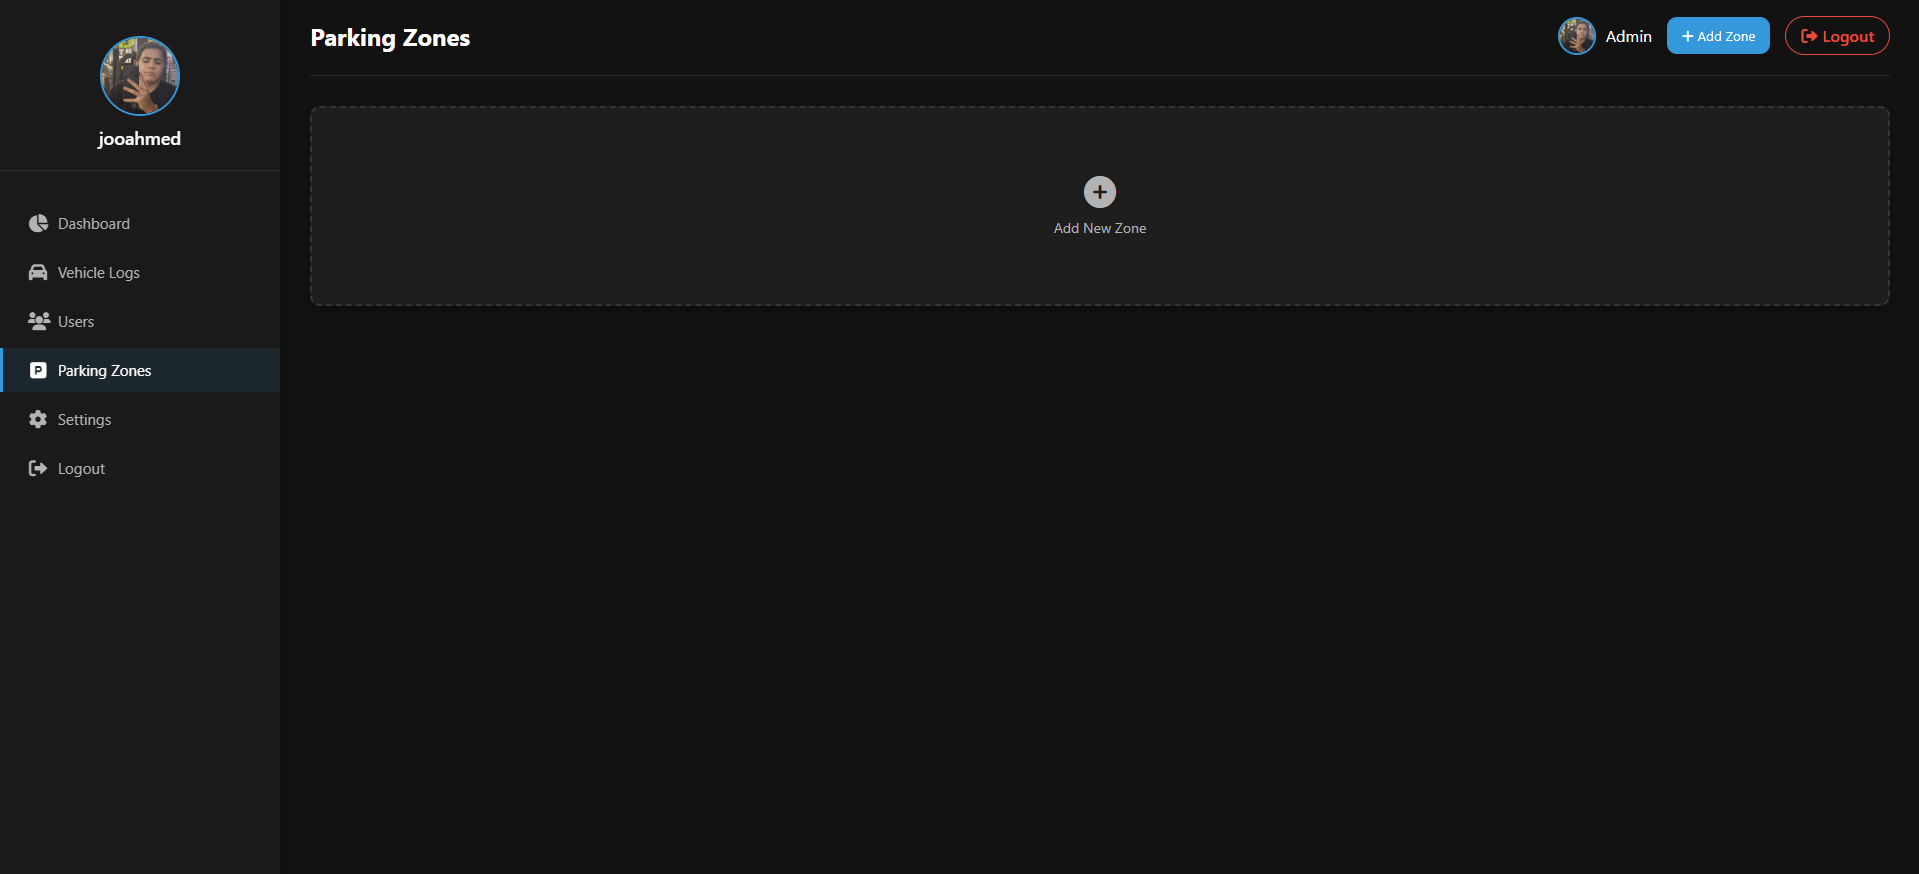 jooahmed
Dashboard
Vehicle Logs
Users
Parking Zones
Settings
Logout
Parking Zones
Admin
Add Zone
Logout
Add New Zone